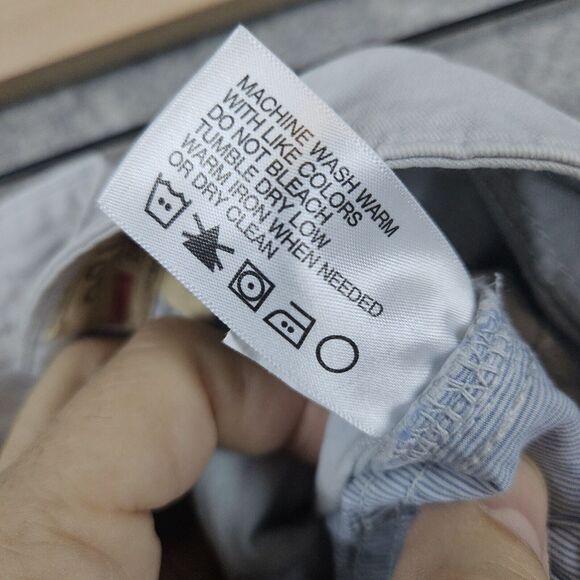 MACHINE WASH WARM
WITH LIKE COLORS
DO NOT BLEACH
TUMBLE DRY LOW
WARM IRON WHEN NEEDED
OR DRY CLEAN